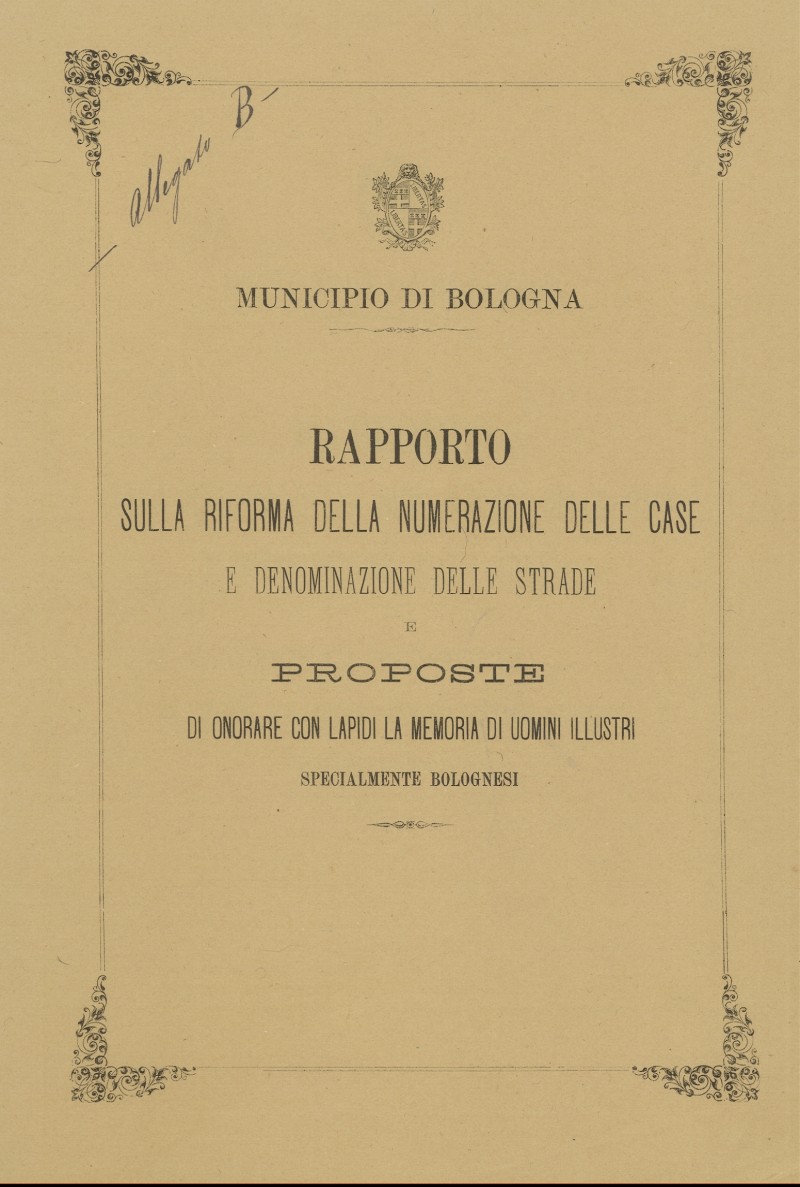 Allegato B
LIBERTAS
MUNICIPIO DI BOLOGNA
RAPPORTO
SULLA RIFORMA DELLA NUMERAZIONE DELLE CASE
E DENOMINAZIONE DELLE STRADE
E
PROPOSTE
DI ONORARE CON LAPIDI LA MEMORIA DI UOMINI ILLUSTRI
SPECIALMENTE BOLOGNESI